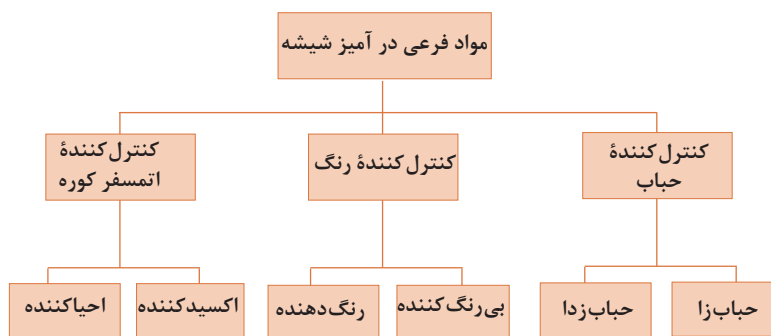 مواد فرعی در آمیز شیشه
کنترل‌کنندهٔ
حباب
کنترل‌کنندهٔ رنگ
کنترل‌کنندهٔ
اتمسفر کوره
حباب‌زا
حباب‌زدا
بی‌رنگ‌کننده
رنگ‌دهنده
اکسیدکننده
احیاکننده